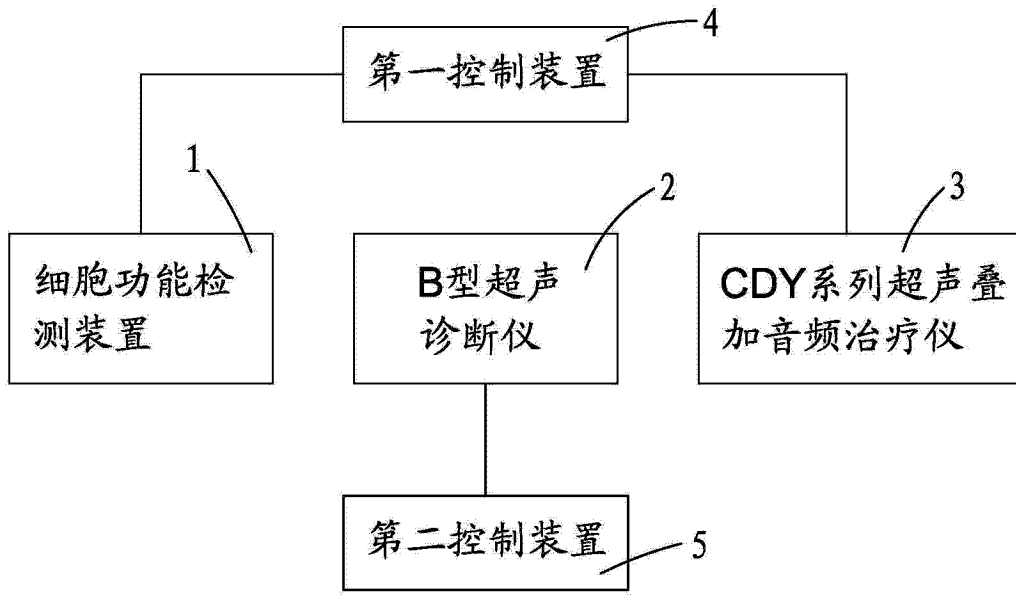 4
第一控制装置
1
2
3
细胞功能检
测装置
B型超声
诊断仪
CDY系列超声叠
加音频治疗仪
第二控制装置
5